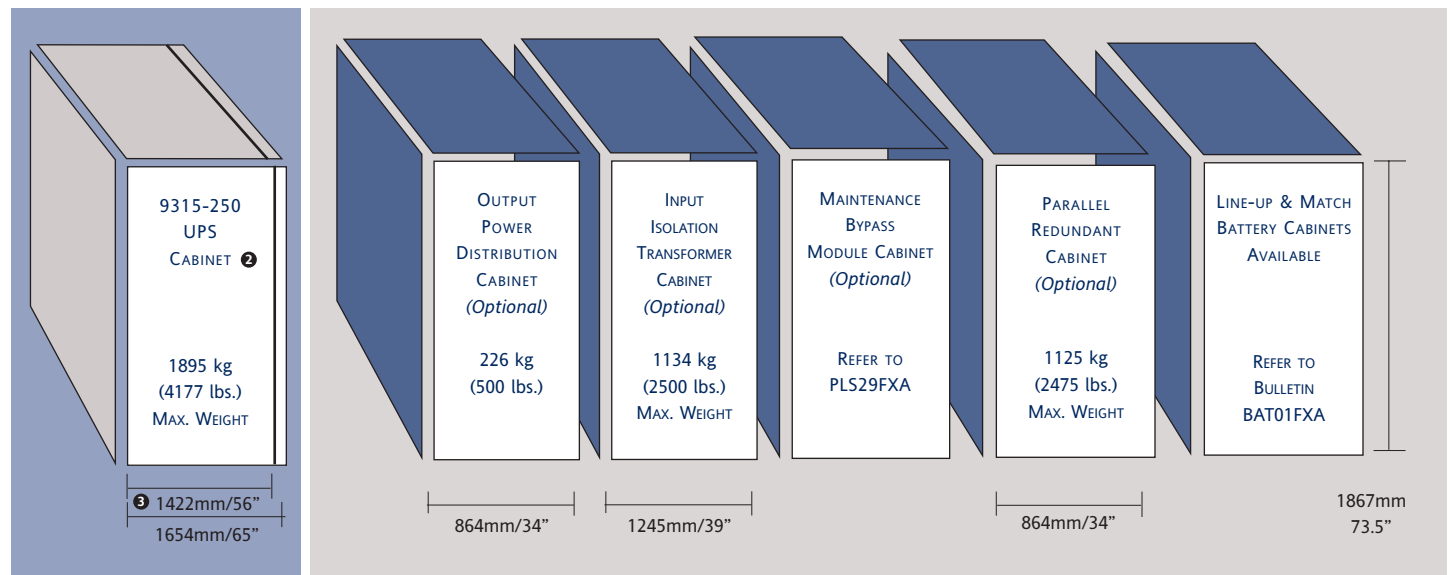 9315-250
UPS
Cabinet ❷
1895 kg
(4177 lbs.)
Max. Weight
❸ 1422mm/56”
1654mm/65”
Output
Power
Distribution
Cabinet
(Optional)
226 kg
(500 lbs.)
864mm/34”
Input
Isolation
Transformer
Cabinet
(Optional)
1134 kg
(2500 lbs.)
Max. Weight
1245mm/39”
Maintenance
Bypass
Module Cabinet
(Optional)
Refer to
PLS29FXA
Parallel
Redundant
Cabinet
(Optional)
1125 kg
(2475 lbs.)
Max. Weight
864mm/34”
Line-up & Match
Battery Cabinets
Available
Refer to
Bulletin
BAT01FXA
1867mm
73.5”